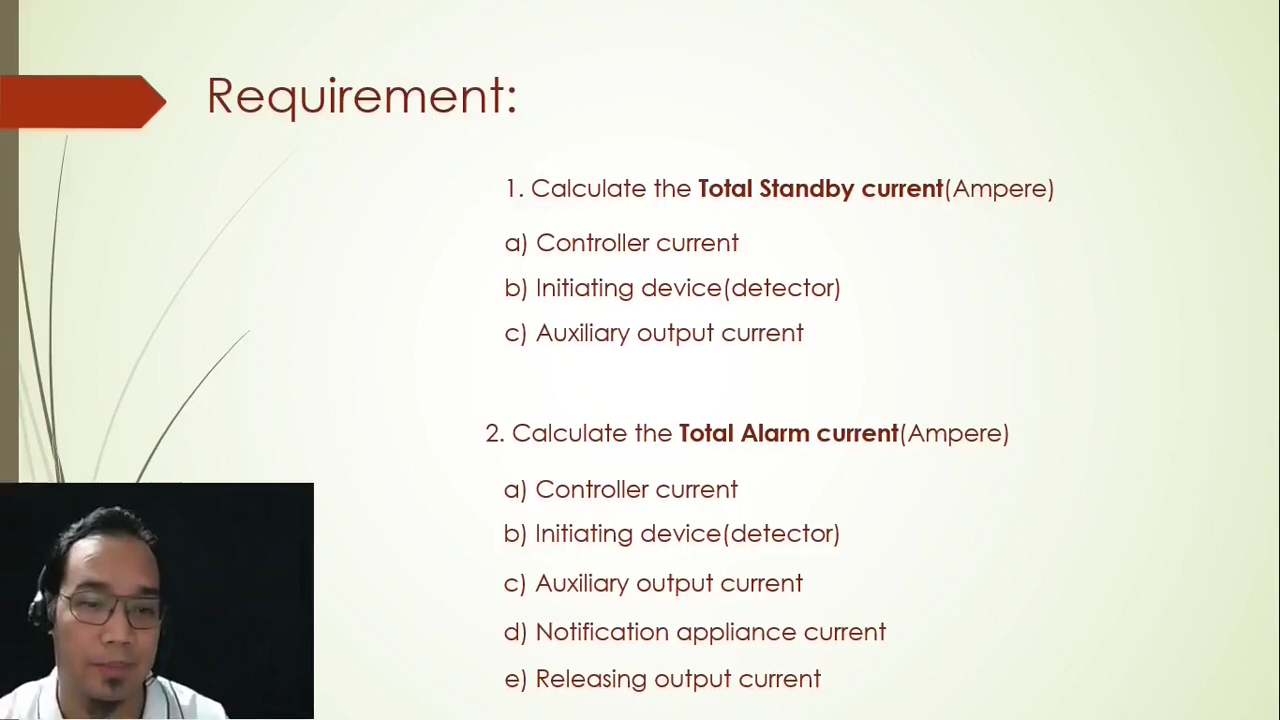 Requirement:
1. Calculate the Total Standby current(Ampere)
a) Controller current
b) Initiating device(detector)
c) Auxiliary output current
2. Calculate the Total Alarm current(Ampere)
a) Controller current
b) Initiating device(detector)
c) Auxiliary output current
d) Notification appliance current
e) Releasing output current